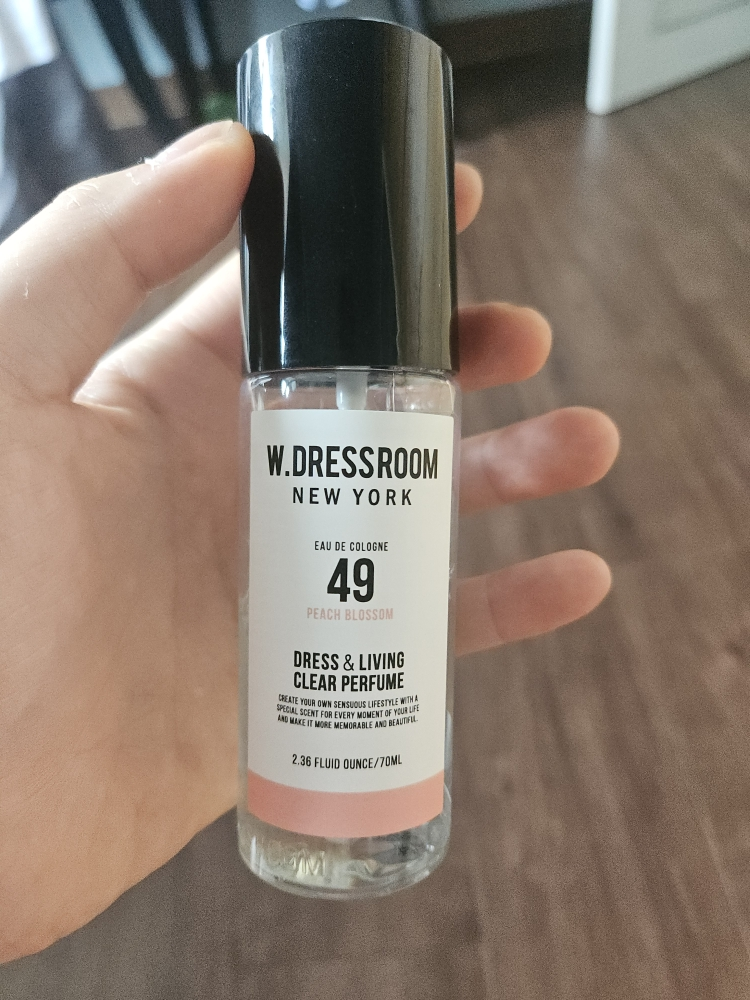 W.DRESSROOM
NEW YORK
EAU DE COLOGNE
49
PEACH BLOSSOM
DRESS & LIVING
CLEAR PERFUME
CREATE YOUR OWN SENSUOUS LIFESTYLE WITH A
SPECIAL SCENT FOR EVERY MOMENT OF YOUR LIFE
AND MAKE IT MORE MEMORABLE AND BEAUTIFUL.
2.36 FLUID OUNCE/70ML